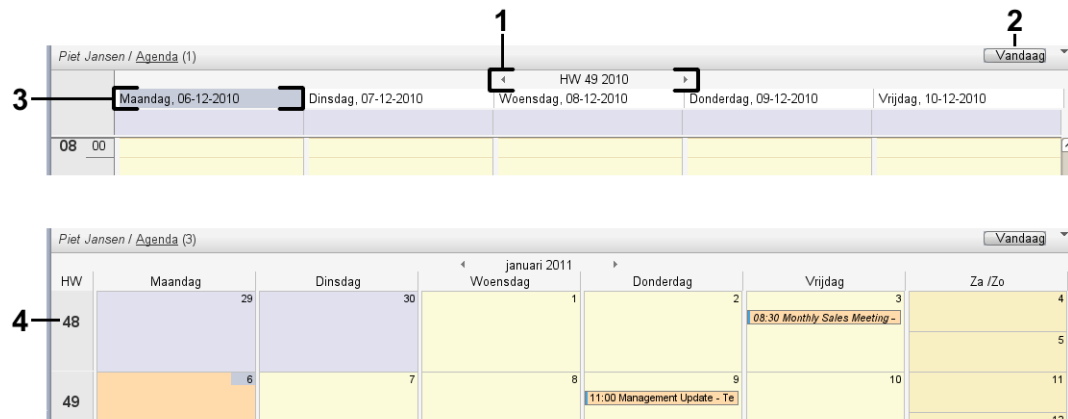 1
2
Piet Jansen / Agenda (1)
Vandaag
HW 49 2010
3
Maandag, 06-12-2010
Dinsdag, 07-12-2010
Woensdag, 08-12-2010
Donderdag, 09-12-2010
Vrijdag, 10-12-2010
08 00
Piet Jansen / Agenda (3)
Vandaag
januari 2011
HW
Maandag
Dinsdag
Woensdag
Donderdag
Vrijdag
Za /Zo
29
30
1
2
3
4
4
48
08:30 Monthly Sales Meeting -
5
6
7
8
9
10
11
49
11:00 Management Update - Te